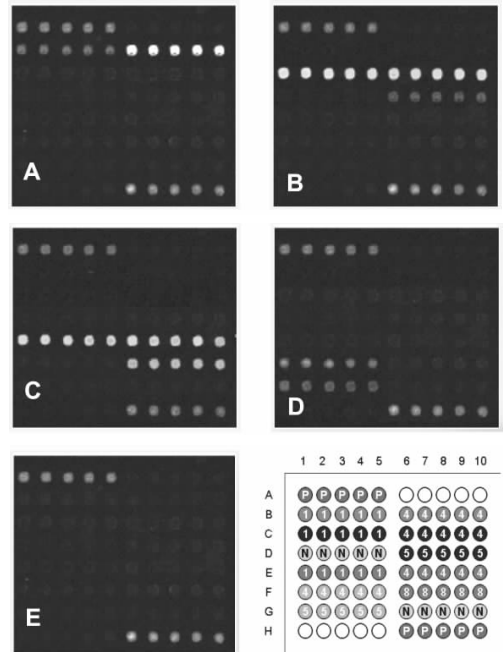 A
B
C
D
E
1 2 3 4 5 6 7 8 9 10
A P P P P P
B 1 1 1 1 1 4 4 4 4 4
C 1 1 1 1 1 4 4 4 4 4
D N N N N N 5 5 5 5 5
E 1 1 1 1 1 4 4 4 4 4
F 4 4 4 4 4 8 8 8 8 8
G 5 5 5 5 5 N N N N N
H P P P P P